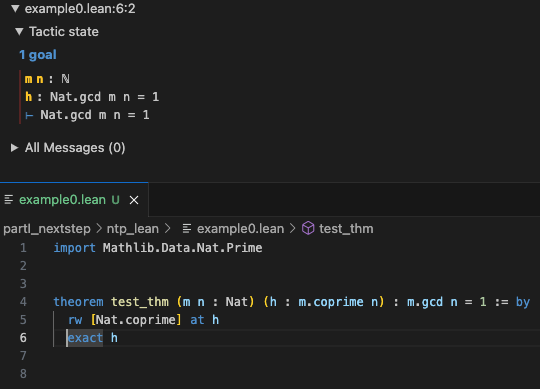 example0.lean:6:2
Tactic state
1 goal
m n : ℕ
h : Nat.gcd m n = 1
⊢ Nat.gcd m n = 1
All Messages (0)
example0.lean U
partI_nextstep > ntp_lean > example0.lean > test_thm
1 import Mathlib.Data.Nat.Prime
2
3
4 theorem test_thm (m n : Nat) (h : m.coprime n) : m.gcd n = 1 := by
5 rw [Nat.coprime] at h
6 exact h
7
8